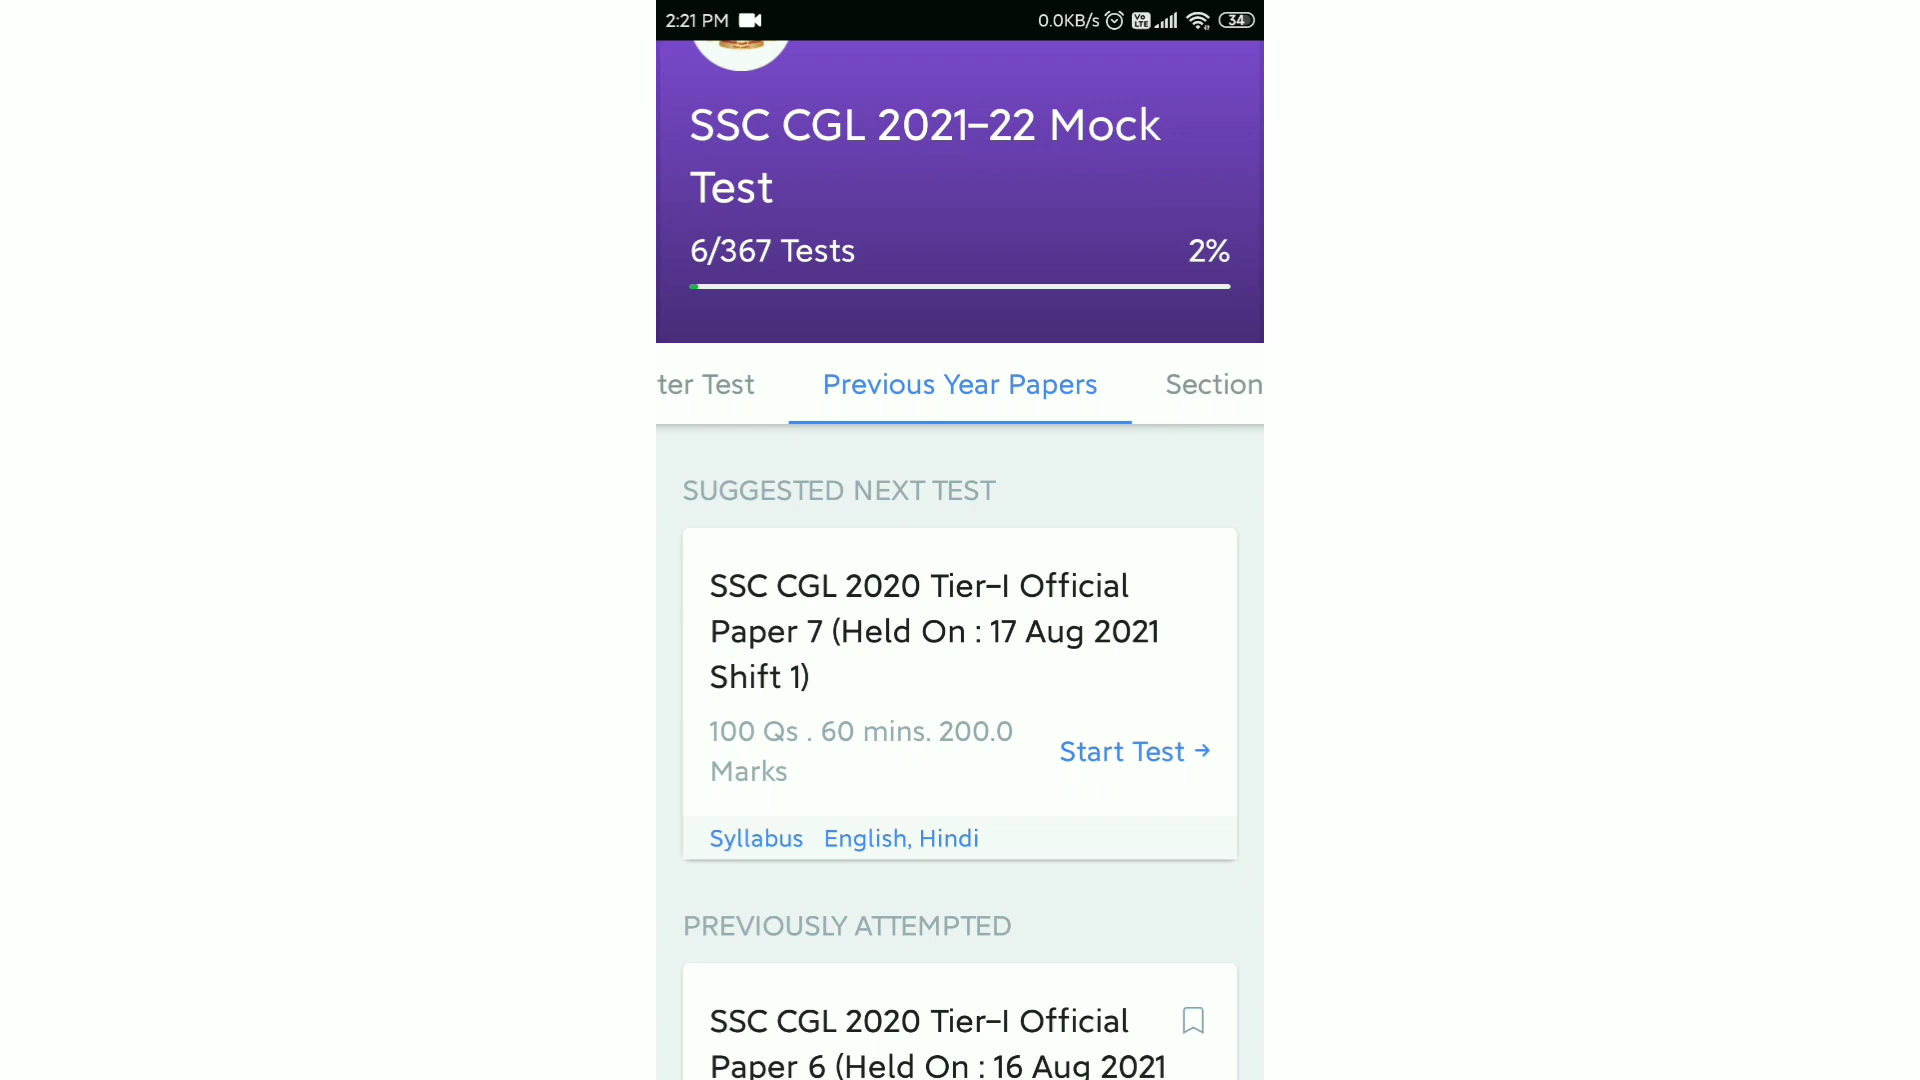 2:21 PM 0.0KB/s Vo LTE 34
SSC CGL 2021-22 Mock
Test
6/367 Tests 2%
ter Test Previous Year Papers Section
SUGGESTED NEXT TEST
SSC CGL 2020 Tier-I Official
Paper 7 (Held On : 17 Aug 2021
Shift 1)
100 Qs . 60 mins. 200.0
Marks
Start Test →
Syllabus English, Hindi
PREVIOUSLY ATTEMPTED
SSC CGL 2020 Tier-I Official
Paper 6 (Held On : 16 Aug 2021